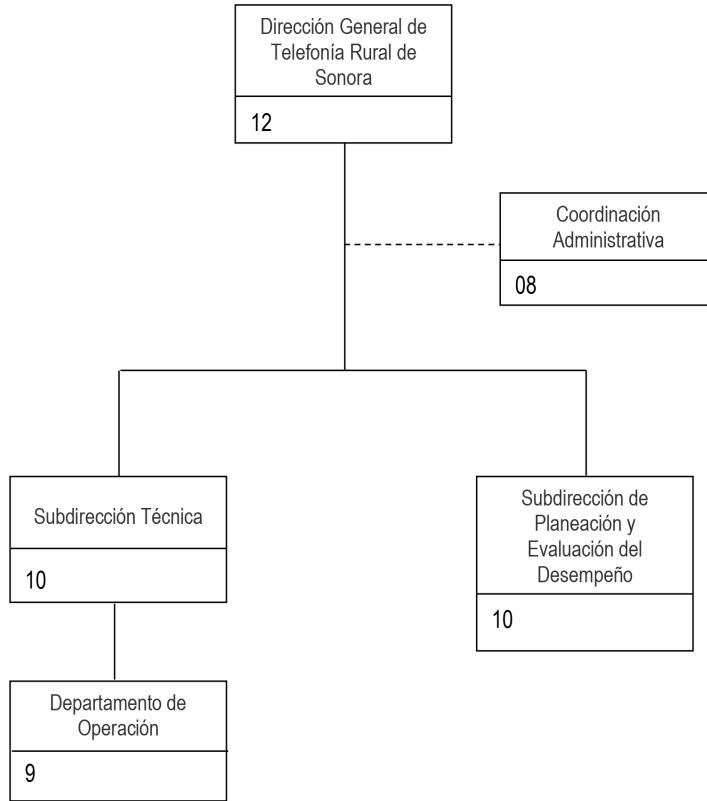 Dirección General de
Telefonía Rural de
Sonora
12
Coordinación
Administrativa
08
Subdirección Técnica
10
Subdirección de
Planeación y
Evaluación del
Desempeño
10
Departamento de
Operación
9